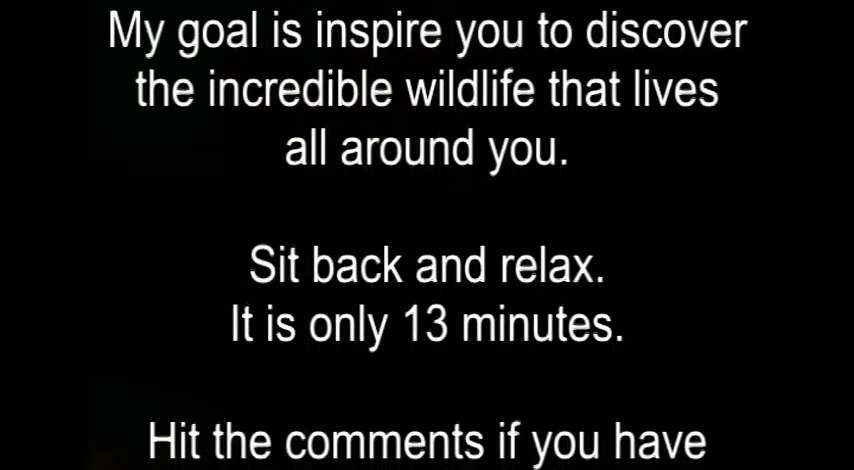 My goal is inspire you to discover
the incredible wildlife that lives
all around you.
Sit back and relax.
It is only 13 minutes.
Hit the comments if you have